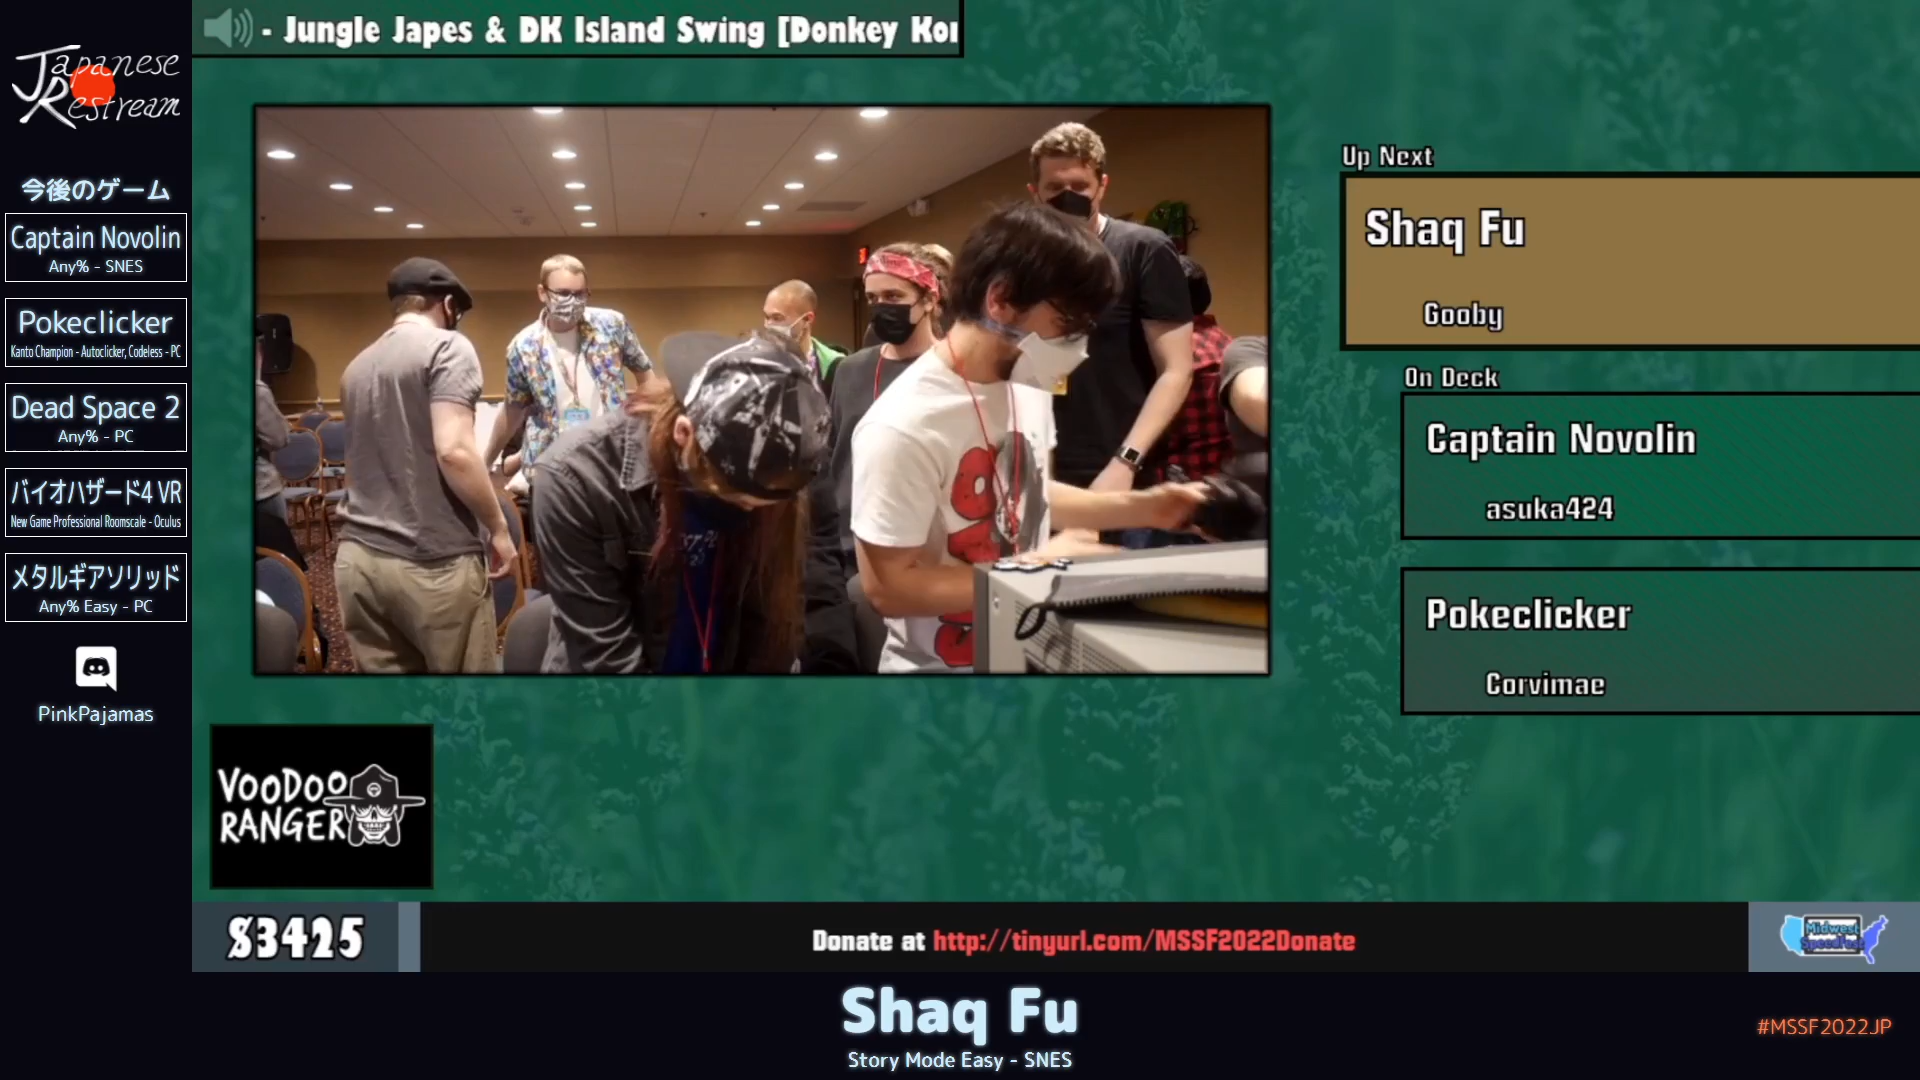 Japanese Restream
今後のゲーム
Captain Novolin
Any% - SNES
Pokeclicker
Kanto Champion - Autoclicker, Codeless - PC
Dead Space 2
Any% - PC
バイオハザード4 VR
New Game Professional Roomscale - Oculus
メタルギアソリッド
Any% Easy - PC
PinkPajamas
- Jungle Japes & DK Island Swing [Donkey Kon
Up Next
Shaq Fu
Gooby
On Deck
Captain Novolin
asuka424
Pokeclicker
Corvimae
VOODOO
RANGER
$3425
Donate at http://tinyurl.com/MSSF2022Donate
Midwest
SpeedFest
Shaq Fu
Story Mode Easy - SNES
#MSSF2022JP